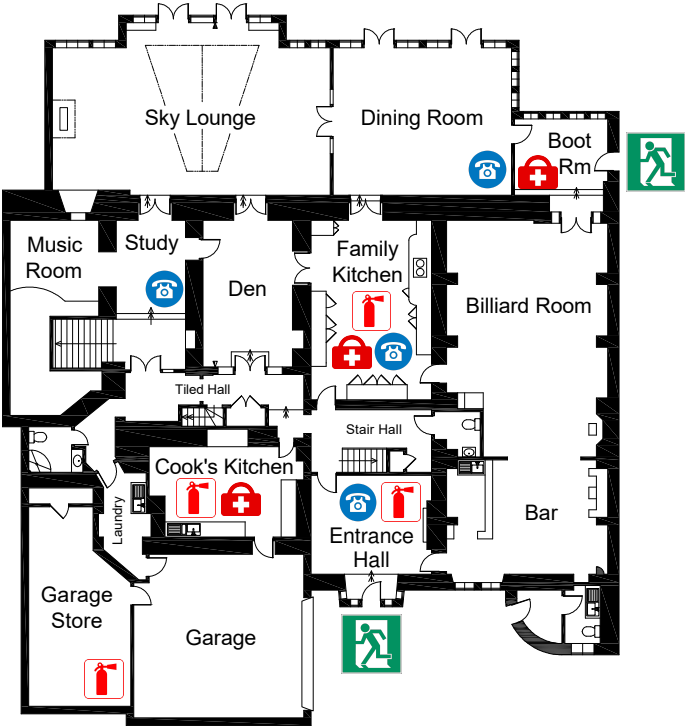 Sky Lounge
Dining Room
Boot
Rm
Music
Room
Study
Family
Kitchen
Den
Billiard Room
Tiled Hall
Stair Hall
Cook's Kitchen
Laundry
Entrance
Hall
Bar
Garage
Store
Garage